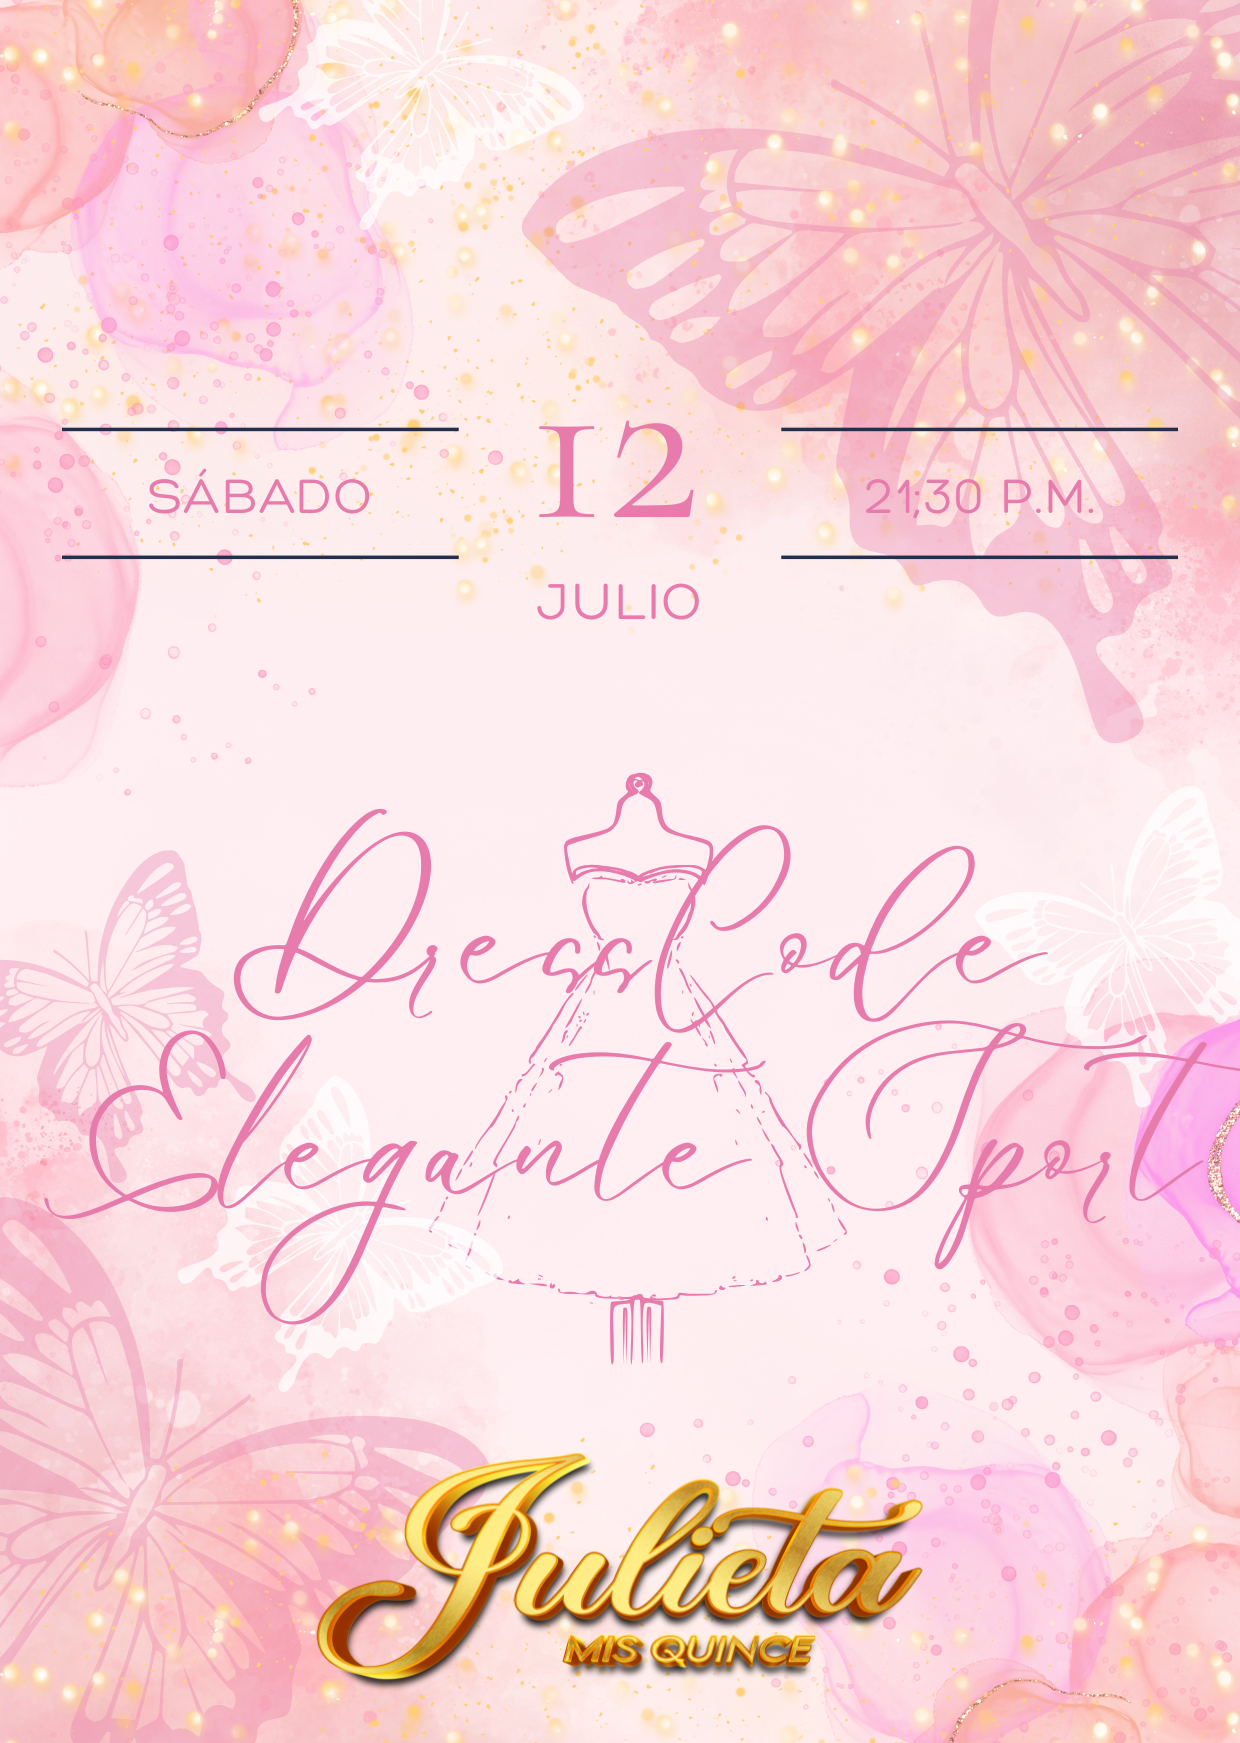 SÁBADO
12
21;30 P.M.
JULIO
Dress Code
Elegante Sport
Julieta
MIS QUINCE